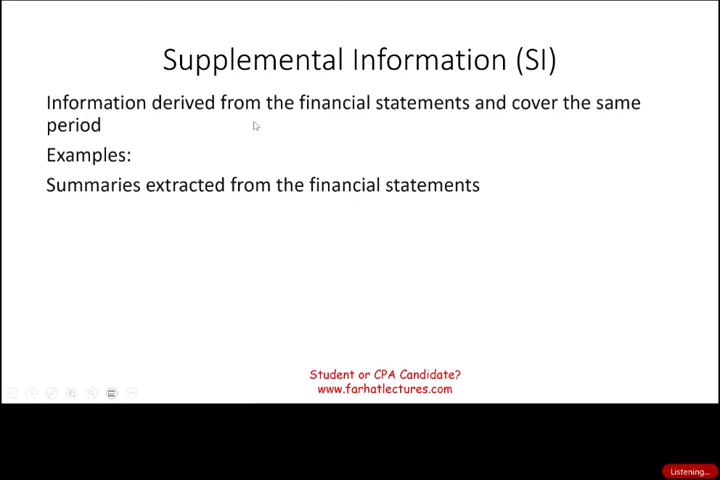 Supplemental Information (SI)
Information derived from the financial statements and cover the same
period
Examples:
Summaries extracted from the financial statements
Student or CPA Candidate?
www.farhatlectures.com
Listening...